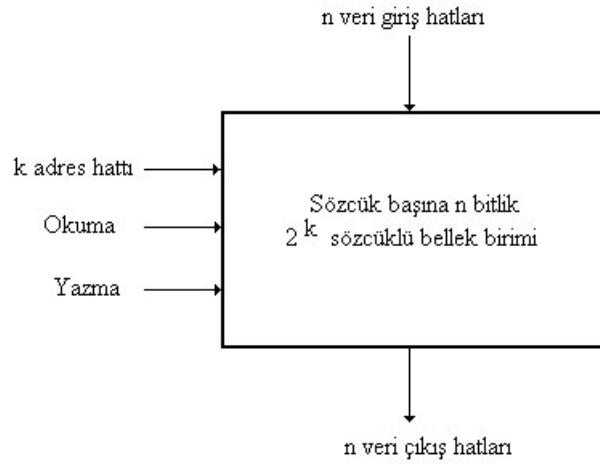 n veri giriş hatları
k adres hattı
Okuma
Yazma
Sözcük başına n bitlik
2^k sözcüklü bellek birimi
n veri çıkış hatları